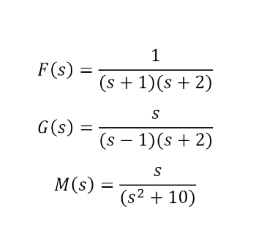 F(s) = 1 / (s + 1)(s + 2)
G(s) = s / (s − 1)(s + 2)
M(s) = s / (s² + 10)